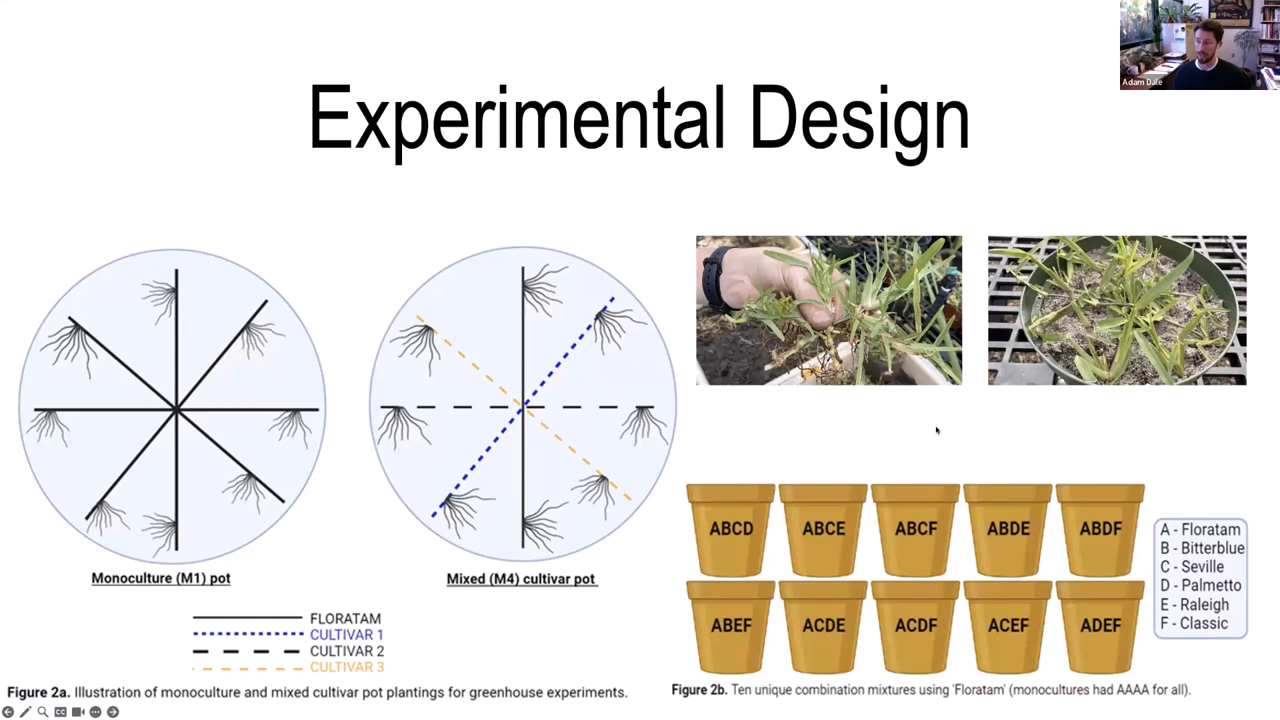 Adam Dale
Experimental Design
Monoculture (M1) pot
Mixed (M4) cultivar pot
FLORATAM
CULTIVAR 1
CULTIVAR 2
CULTIVAR 3
Figure 2a. Illustration of monoculture and mixed cultivar pot plantings for greenhouse experiments.
ABCD ABCE ABCF ABDE ABDF
ABEF ACDE ACDF ACEF ADEF
A - Floratam
B - Bitterblue
C - Seville
D - Palmetto
E - Raleigh
F - Classic
Figure 2b. Ten unique combination mixtures using 'Floratam' (monocultures had AAAA for all).